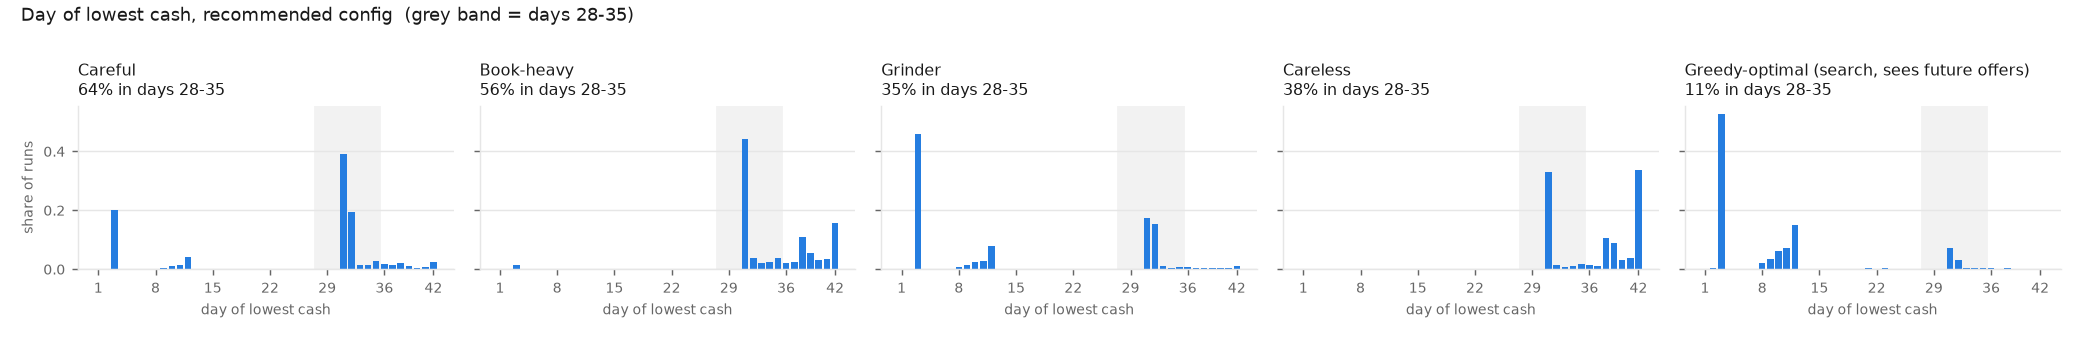 Day of lowest cash, recommended config  (grey band = days 28-35)
Careful
64% in days 28-35
Book-heavy
56% in days 28-35
Grinder
35% in days 28-35
Careless
38% in days 28-35
Greedy-optimal (search, sees future offers)
11% in days 28-35
share of runs
0.4
0.2
0.0
1 8 15 22 29 36 42
1 8 15 22 29 36 42
1 8 15 22 29 36 42
1 8 15 22 29 36 42
1 8 15 22 29 36 42
day of lowest cash
day of lowest cash
day of lowest cash
day of lowest cash
day of lowest cash